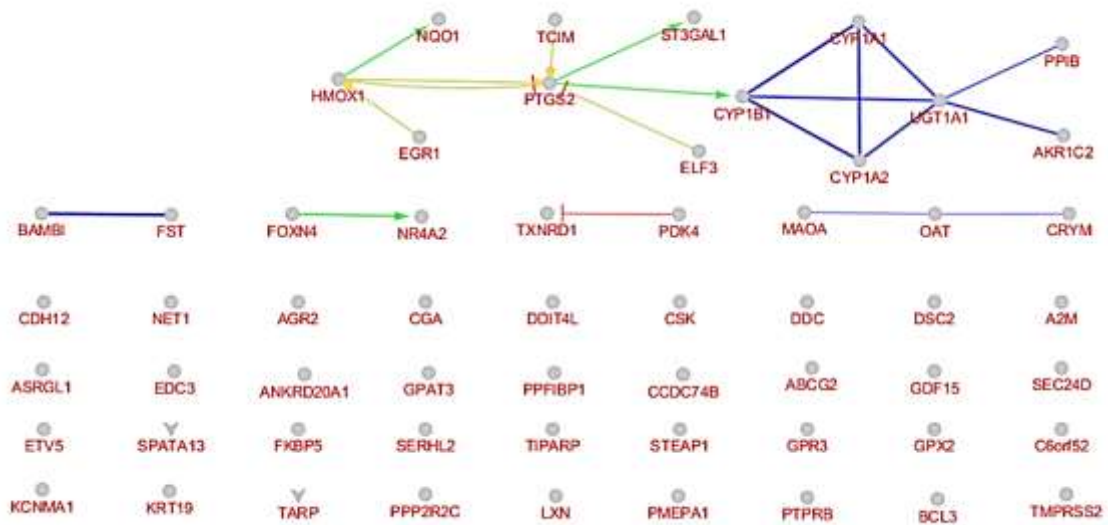 NQO1 TCIM ST3GAL1 CYP1A1
PPIB
HMOX1 PTGS2 CYP1B1 UGT1A1
EGR1 ELF3 CYP1A2 AKR1C2
BAMBI FST FOXN4 NR4A2 TXNRD1 PDK4 MAOA OAT CRYM
CDH12 NET1 AGR2 CGA DDIT4L CSK DDC DSC2 A2M
ASRGL1 EDC3 ANKRD20A1 GPAT3 PPFIBP1 CCDC74B ABCG2 GDF15 SEC24D
ETV5 SPATA13 FKBP5 SERHL2 TIPARP STEAP1 GPR3 GPX2 C6orf52
KCNMA1 KRT19 TARP PPP2R2C LXN PMEPA1 PTPRB BCL3 TMPRSS2